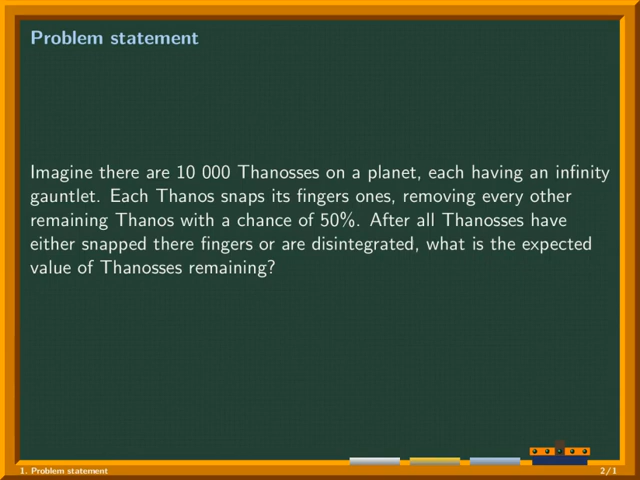 Problem statement
Imagine there are 10 000 Thanosses on a planet, each having an infinity
gauntlet. Each Thanos snaps its fingers ones, removing every other
remaining Thanos with a chance of 50%. After all Thanosses have
either snapped there fingers or are disintegrated, what is the expected
value of Thanosses remaining?
1. Problem statement
2/1